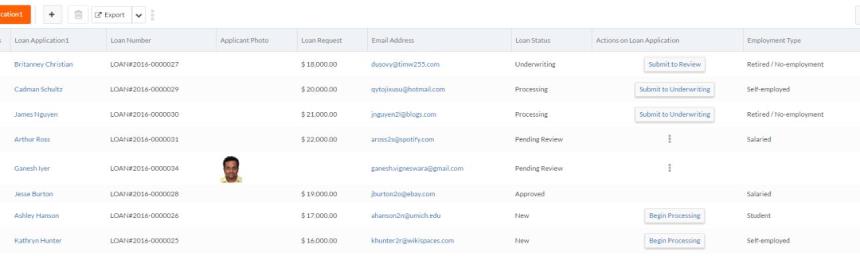 cation1 + Export
Loan Application1 Loan Number Applicant Photo Loan Request Email Address Loan Status Actions on Loan Application Employment Type
Britanney Christian LOAN#2016-0000027 $ 18,000.00 dusovy@timw255.com Underwriting Submit to Review Retired / No-employment
Cadman Schultz LOAN#2016-0000029 $ 20,000.00 qytojixusu@hotmail.com Processing Submit to Underwriting Self-employed
James Nguyen LOAN#2016-0000030 $ 21,000.00 jnguyen2l@blogs.com Processing Submit to Underwriting Retired / No-employment
Arthur Ross LOAN#2016-0000031 $ 22,000.00 aross2s@spotify.com Pending Review Salaried
Ganesh Iyer LOAN#2016-0000034 ganesh.vigneswara@gmail.com Pending Review
Jesse Burton LOAN#2016-0000028 $ 19,000.00 jburton2o@ebay.com Approved Salaried
Ashley Hanson LOAN#2016-0000026 $ 17,000.00 ahanson2n@umich.edu New Begin Processing Student
Kathryn Hunter LOAN#2016-0000025 $ 16,000.00 khunter2r@wikispaces.com New Begin Processing Self-employed